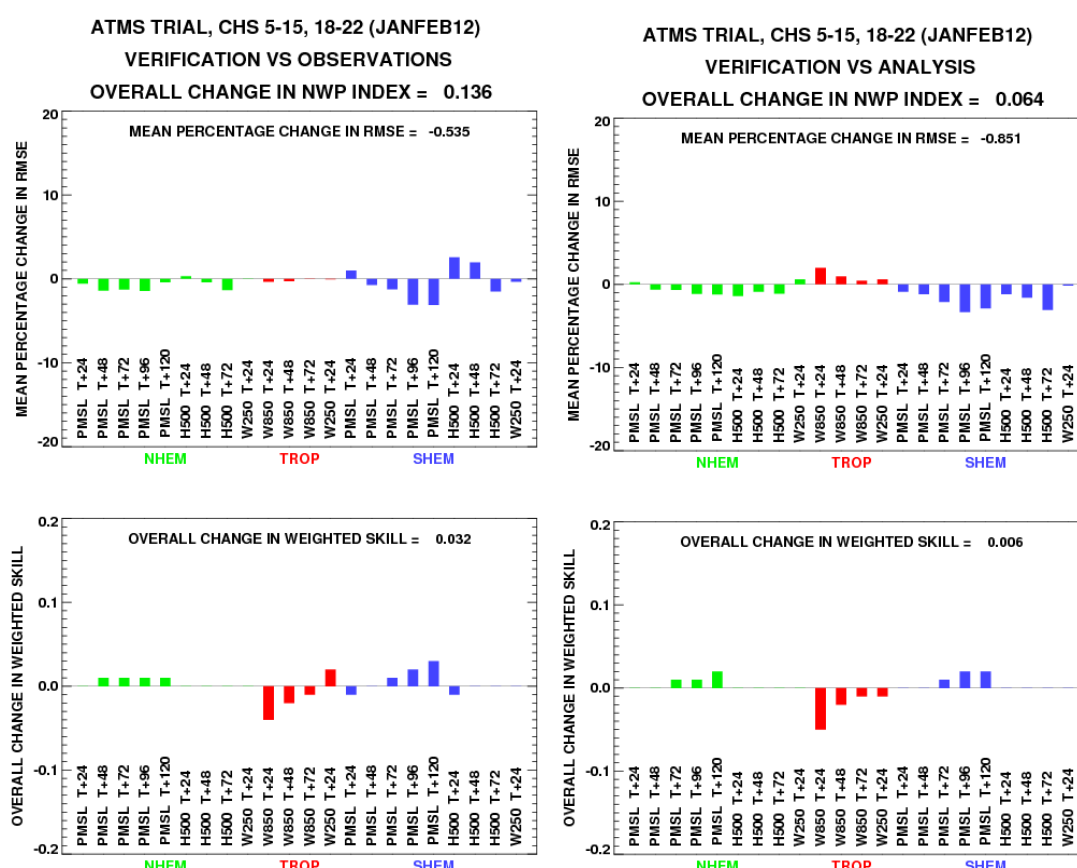 ATMS TRIAL, CHS 5-15, 18-22 (JANFEB12)
VERIFICATION VS OBSERVATIONS
OVERALL CHANGE IN NWP INDEX = 0.136
MEAN PERCENTAGE CHANGE IN RMSE = -0.535
MEAN PERCENTAGE CHANGE IN RMSE
20
10
0
-10
-20
PMSL T+24
PMSL T+48
PMSL T+72
PMSL T+96
PMSL T+120
H500 T+24
H500 T+48
H500 T+72
W250 T+24
W850 T+24
W850 T+48
W850 T+72
W250 T+24
PMSL T+24
PMSL T+48
PMSL T+72
PMSL T+96
PMSL T+120
H500 T+24
H500 T+48
H500 T+72
W250 T+24
NHEM TROP SHEM
ATMS TRIAL, CHS 5-15, 18-22 (JANFEB12)
VERIFICATION VS ANALYSIS
OVERALL CHANGE IN NWP INDEX = 0.064
MEAN PERCENTAGE CHANGE IN RMSE = -0.851
MEAN PERCENTAGE CHANGE IN RMSE
20
10
0
-10
-20
PMSL T+24
PMSL T+48
PMSL T+72
PMSL T+96
PMSL T+120
H500 T+24
H500 T+48
H500 T+72
W250 T+24
W850 T+24
W850 T+48
W850 T+72
W250 T+24
PMSL T+24
PMSL T+48
PMSL T+72
PMSL T+96
PMSL T+120
H500 T+24
H500 T+48
H500 T+72
W250 T+24
NHEM TROP SHEM
OVERALL CHANGE IN WEIGHTED SKILL = 0.032
OVERALL CHANGE IN WEIGHTED SKILL
0.2
0.1
0.0
-0.1
-0.2
PMSL T+24
PMSL T+48
PMSL T+72
PMSL T+96
PMSL T+120
H500 T+24
H500 T+48
H500 T+72
W250 T+24
W850 T+24
W850 T+48
W850 T+72
W250 T+24
PMSL T+24
PMSL T+48
PMSL T+72
PMSL T+96
PMSL T+120
H500 T+24
H500 T+48
H500 T+72
W250 T+24
NHEM TROP SHEM
OVERALL CHANGE IN WEIGHTED SKILL = 0.006
OVERALL CHANGE IN WEIGHTED SKILL
0.2
0.1
0.0
-0.1
-0.2
PMSL T+24
PMSL T+48
PMSL T+72
PMSL T+96
PMSL T+120
H500 T+24
H500 T+48
H500 T+72
W250 T+24
W850 T+24
W850 T+48
W850 T+72
W250 T+24
PMSL T+24
PMSL T+48
PMSL T+72
PMSL T+96
PMSL T+120
H500 T+24
H500 T+48
H500 T+72
W250 T+24
NHEM TROP SHEM